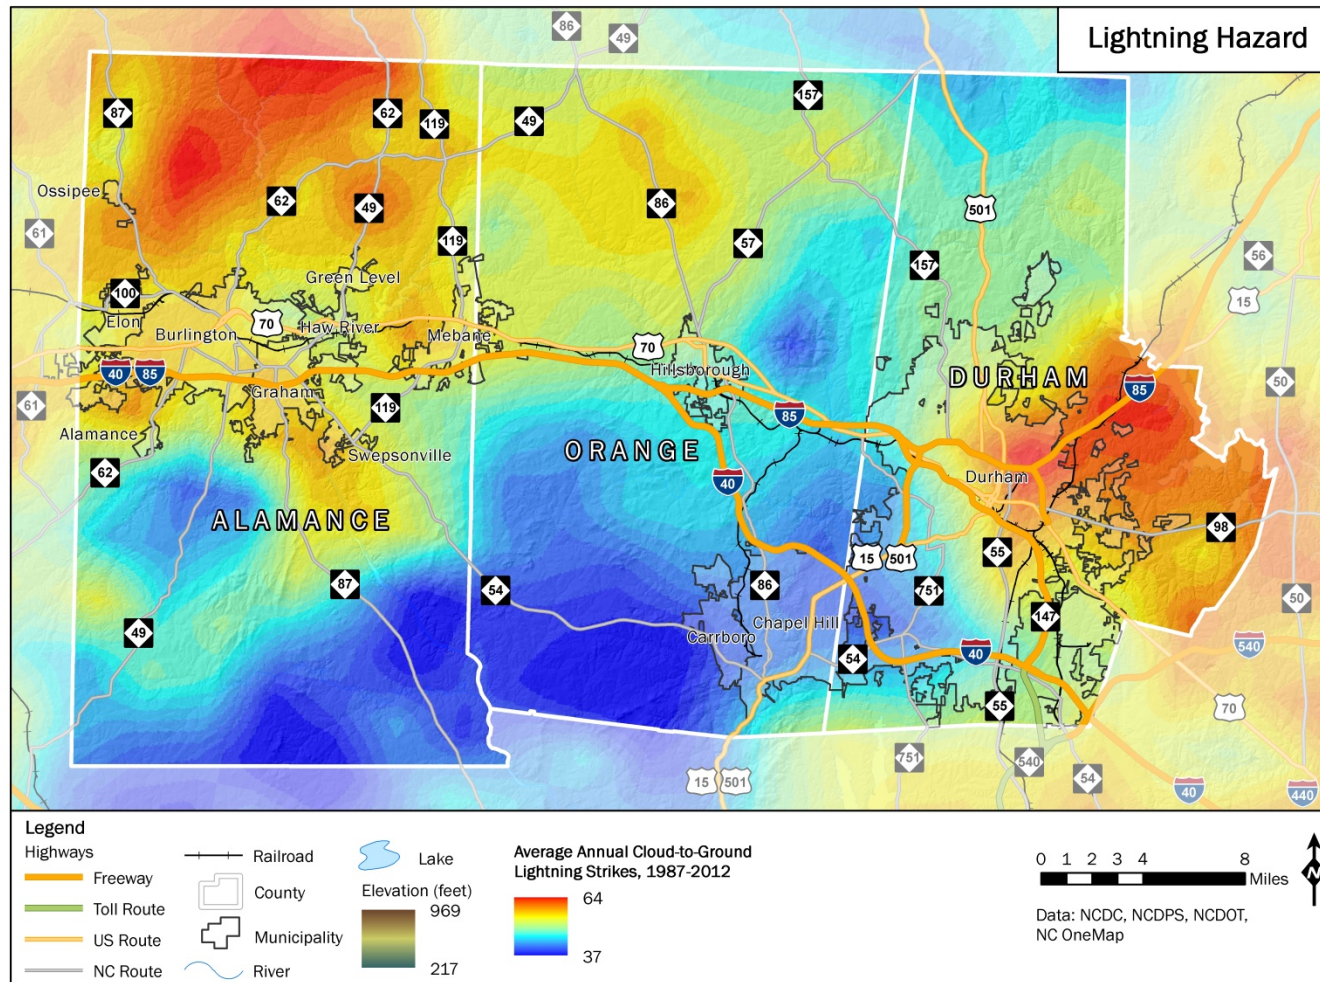 Lightning Hazard
86
49
87
62
119
49
157
Ossipee
62
49
86
501
61
119
57
157
56
Green Level
100
15
Elon
Burlington
70
Haw River
Mebane
70
Hillsborough
40
85
DURHAM
85
50
61
Graham
119
85
Alamance
Swepsonville
ORANGE
62
40
Durham
ALAMANCE
98
15
501
55
87
54
86
751
50
49
Carrboro
Chapel Hill
147
54
40
540
55
70
15
501
751
540
54
40
440
Legend
Highways
Freeway
Toll Route
US Route
NC Route
Railroad
County
Municipality
River
Lake
Elevation (feet)
969
217
Average Annual Cloud-to-Ground
Lightning Strikes, 1987-2012
64
37
0 1 2 3 4 8
Miles
Data: NCDC, NCDPS, NCDOT,
NC OneMap
N